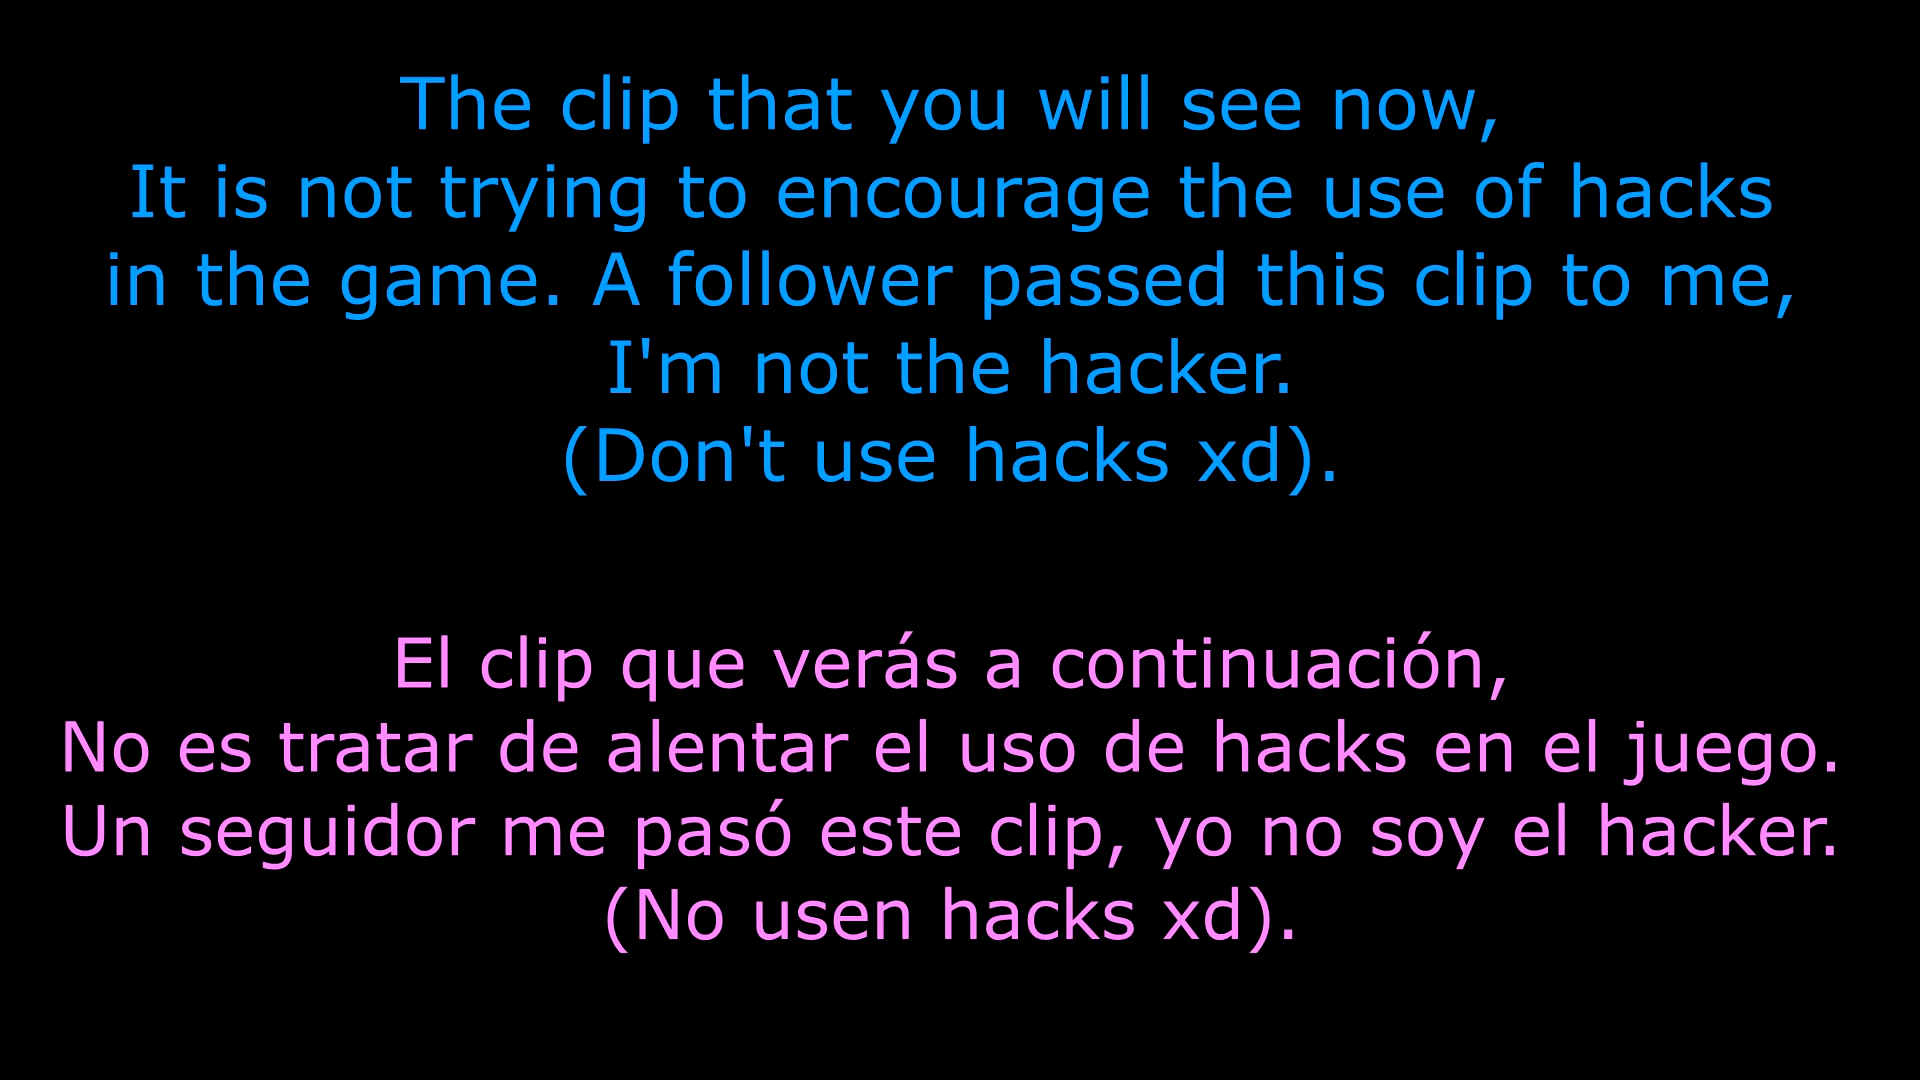 The clip that you will see now,
It is not trying to encourage the use of hacks
in the game. A follower passed this clip to me,
I'm not the hacker.
(Don't use hacks xd).
El clip que verás a continuación,
No es tratar de alentar el uso de hacks en el juego.
Un seguidor me pasó este clip, yo no soy el hacker.
(No usen hacks xd).